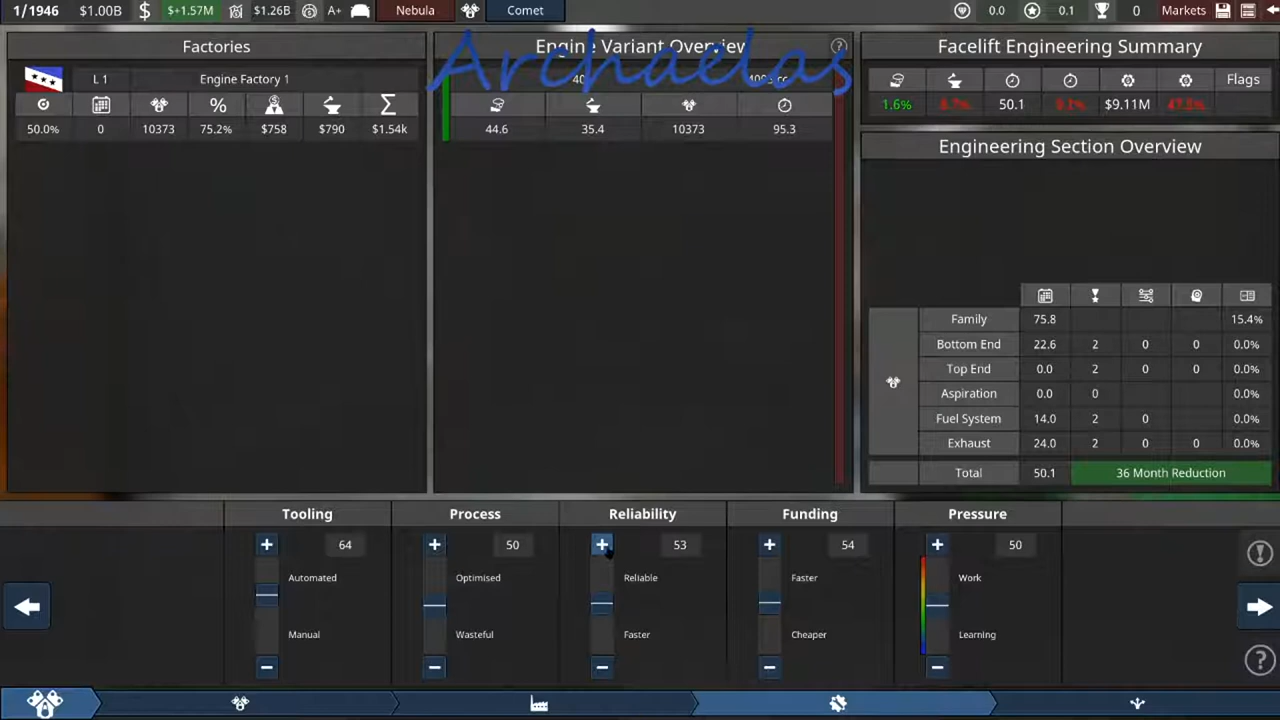 1/1946 $1.00B $ $+1.57M $1.26B A+ Nebula Comet 0.0 0.1 0 Markets
Factories
L 1 Engine Factory 1
% Σ
50.0% 0 10373 75.2% $758 $790 $1.54k
Engine Variant Overview ?
Archaelas
44.6 35.4 10373 95.3
Facelift Engineering Summary
Flags
1.6% 50.1 $9.11M
Engineering Section Overview
Family 75.8 15.4%
Bottom End 22.6 2 0 0 0.0%
Top End 0.0 2 0 0 0.0%
Aspiration 0.0 0 0.0%
Fuel System 14.0 2 0 0.0%
Exhaust 24.0 2 0 0 0.0%
Total 50.1 36 Month Reduction
Tooling Process Reliability Funding Pressure
+ 64 + 50 + 53 + 54 + 50
Automated Optimised Reliable Faster Work
Manual Wasteful Faster Cheaper Learning
?